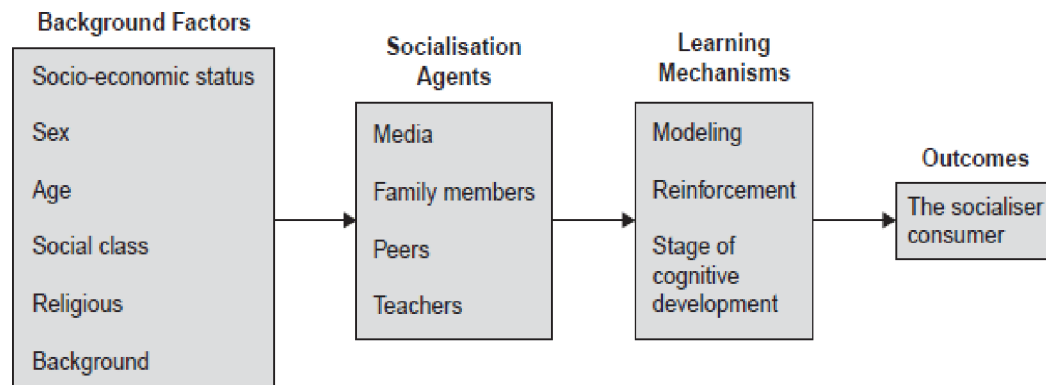 Background Factors
Socio-economic status
Sex
Age
Social class
Religious
Background
Socialisation
Agents
Media
Family members
Peers
Teachers
Learning
Mechanisms
Modeling
Reinforcement
Stage of
cognitive
development
Outcomes
The socialiser
consumer